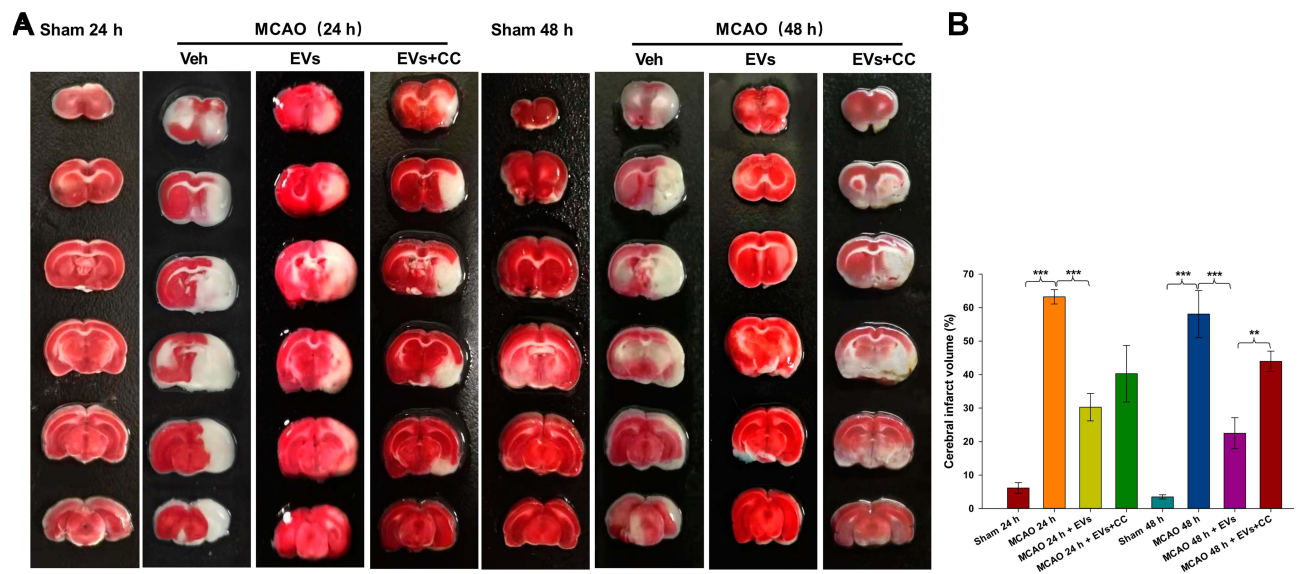 A
Sham 24 h
MCAO (24 h)
Sham 48 h
MCAO (48 h)
Veh
EVs
EVs+CC
Veh
EVs
EVs+CC
B
Cerebral infarct volume (%)
70
60
50
40
30
20
10
0
***
***
***
***
**
Sham 24 h
MCAO 24 h
MCAO 24 h + EVs
MCAO 24 h + EVs+CC
Sham 48 h
MCAO 48 h
MCAO 48 h + EVs
MCAO 48 h + EVs+CC